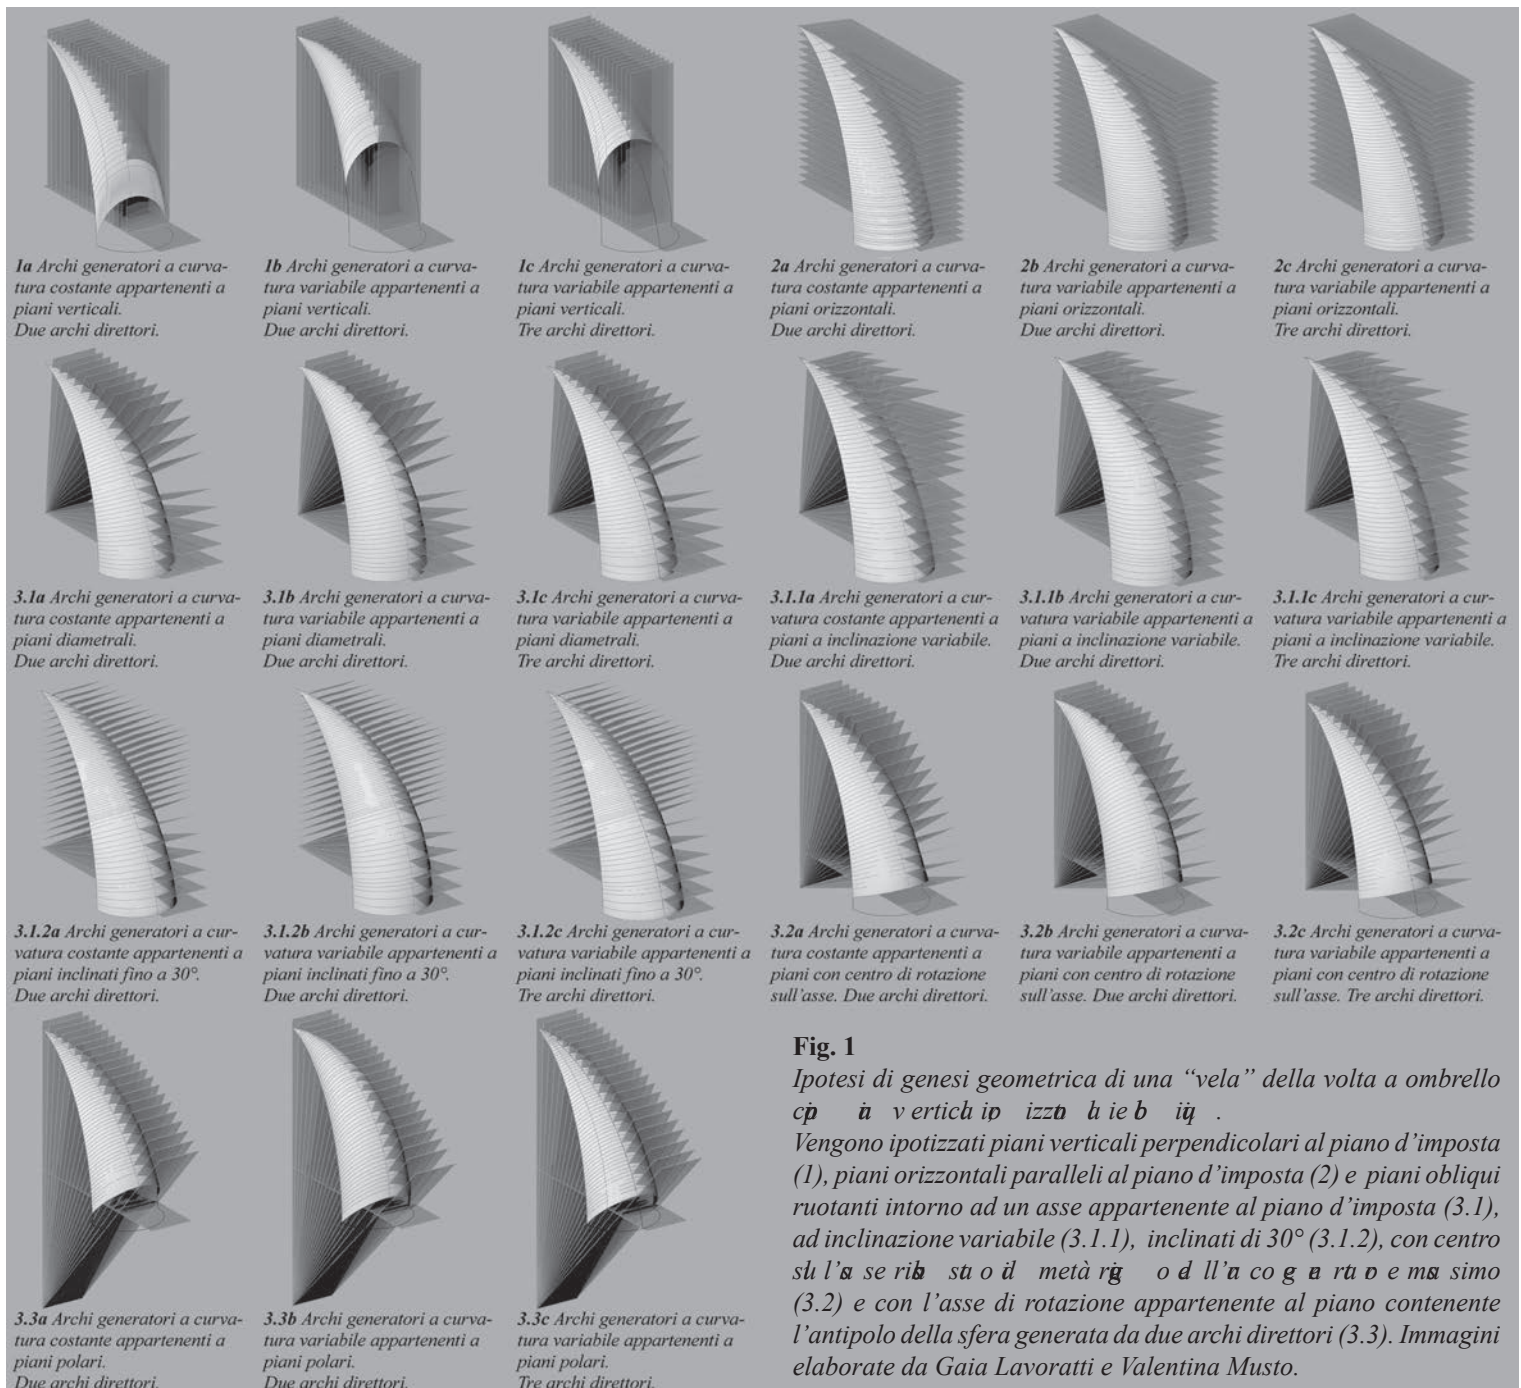 1a Archi generatori a curva-
tura costante appartenenti a
piani verticali.
Due archi direttori.
1b Archi generatori a curva-
tura variabile appartenenti a
piani verticali.
Due archi direttori.
1c Archi generatori a curva-
tura variabile appartenenti a
piani verticali.
Tre archi direttori.
2a Archi generatori a curva-
tura costante appartenenti a
piani orizzontali.
Due archi direttori.
2b Archi generatori a curva-
tura variabile appartenenti a
piani orizzontali.
Due archi direttori.
2c Archi generatori a curva-
tura variabile appartenenti a
piani orizzontali.
Tre archi direttori.
3.1a Archi generatori a curva-
tura costante appartenenti a
piani diametrali.
Due archi direttori.
3.1b Archi generatori a curva-
tura variabile appartenenti a
piani diametrali.
Due archi direttori.
3.1c Archi generatori a curva-
tura variabile appartenenti a
piani diametrali.
Tre archi direttori.
3.1.1a Archi generatori a cur-
vatura costante appartenenti a
piani a inclinazione variabile.
Due archi direttori.
3.1.1b Archi generatori a cur-
vatura variabile appartenenti a
piani a inclinazione variabile.
Due archi direttori.
3.1.1c Archi generatori a cur-
vatura variabile appartenenti a
piani a inclinazione variabile.
Tre archi direttori.
3.1.2a Archi generatori a cur-
vatura costante appartenenti a
piani inclinati fino a 30°.
Due archi direttori.
3.1.2b Archi generatori a cur-
vatura variabile appartenenti a
piani inclinati fino a 30°.
Due archi direttori.
3.1.2c Archi generatori a cur-
vatura variabile appartenenti a
piani inclinati fino a 30°.
Tre archi direttori.
3.2a Archi generatori a curva-
tura costante appartenenti a
piani con centro di rotazione
sull'asse. Due archi direttori.
3.2b Archi generatori a curva-
tura variabile appartenenti a
piani con centro di rotazione
sull'asse. Due archi direttori.
3.2c Archi generatori a curva-
tura variabile appartenenti a
piani con centro di rotazione
sull'asse. Tre archi direttori.
3.3a Archi generatori a curva-
tura costante appartenenti a
piani polari.
Due archi direttori.
3.3b Archi generatori a curva-
tura variabile appartenenti a
piani polari.
Due archi direttori.
3.3c Archi generatori a curva-
tura variabile appartenenti a
piani polari.
Tre archi direttori.
Fig. 1
Ipotesi di genesi geometrica di una “vela” della volta a ombrello
Vengono ipotizzati piani verticali perpendicolari al piano d’imposta
(1), piani orizzontali paralleli al piano d’imposta (2) e piani obliqui
ruotanti intorno ad un asse appartenente al piano d’imposta (3.1),
ad inclinazione variabile (3.1.1), inclinati di 30° (3.1.2), con centro
metà
(3.2) e con l’asse di rotazione appartenente al piano contenente
l’antipolo della sfera generata da due archi direttori (3.3). Immagini
elaborate da Gaia Lavoratti e Valentina Musto.